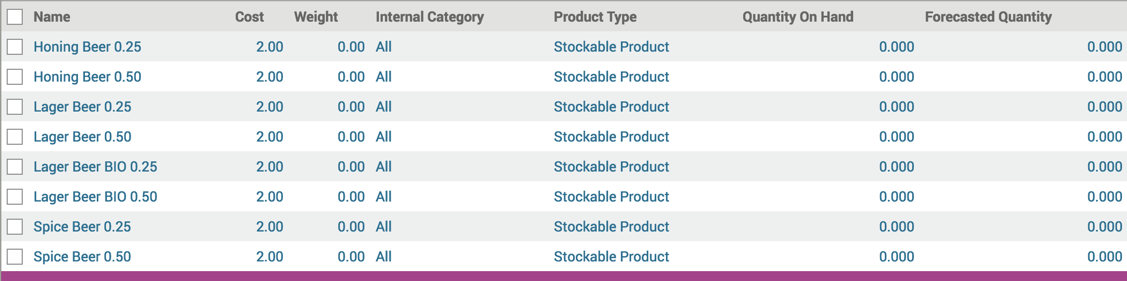 Name Cost Weight Internal Category Product Type Quantity On Hand Forecasted Quantity
Honing Beer 0.25 2.00 0.00 All Stockable Product 0.000 0.000
Honing Beer 0.50 2.00 0.00 All Stockable Product 0.000 0.000
Lager Beer 0.25 2.00 0.00 All Stockable Product 0.000 0.000
Lager Beer 0.50 2.00 0.00 All Stockable Product 0.000 0.000
Lager Beer BIO 0.25 2.00 0.00 All Stockable Product 0.000 0.000
Lager Beer BIO 0.50 2.00 0.00 All Stockable Product 0.000 0.000
Spice Beer 0.25 2.00 0.00 All Stockable Product 0.000 0.000
Spice Beer 0.50 2.00 0.00 All Stockable Product 0.000 0.000